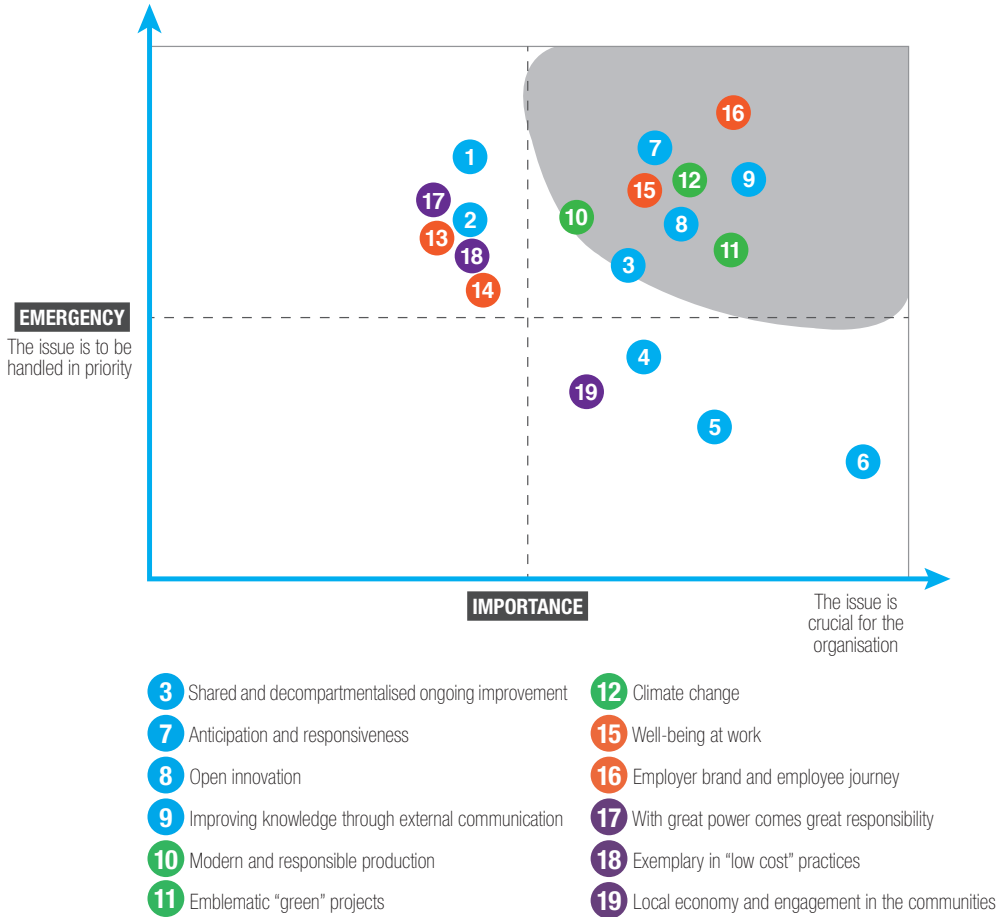 16
1
7
12
9
15
17
10
2
8
13
11
18
3
14
EMERGENCY
The issue is to be
handled in priority
4
19
5
6
IMPORTANCE
The issue is
crucial for the
organisation
3 Shared and decompartmentalised ongoing improvement
7 Anticipation and responsiveness
8 Open innovation
9 Improving knowledge through external communication
10 Modern and responsible production
11 Emblematic “green” projects
12 Climate change
15 Well-being at work
16 Employer brand and employee journey
17 With great power comes great responsibility
18 Exemplary in “low cost” practices
19 Local economy and engagement in the communities